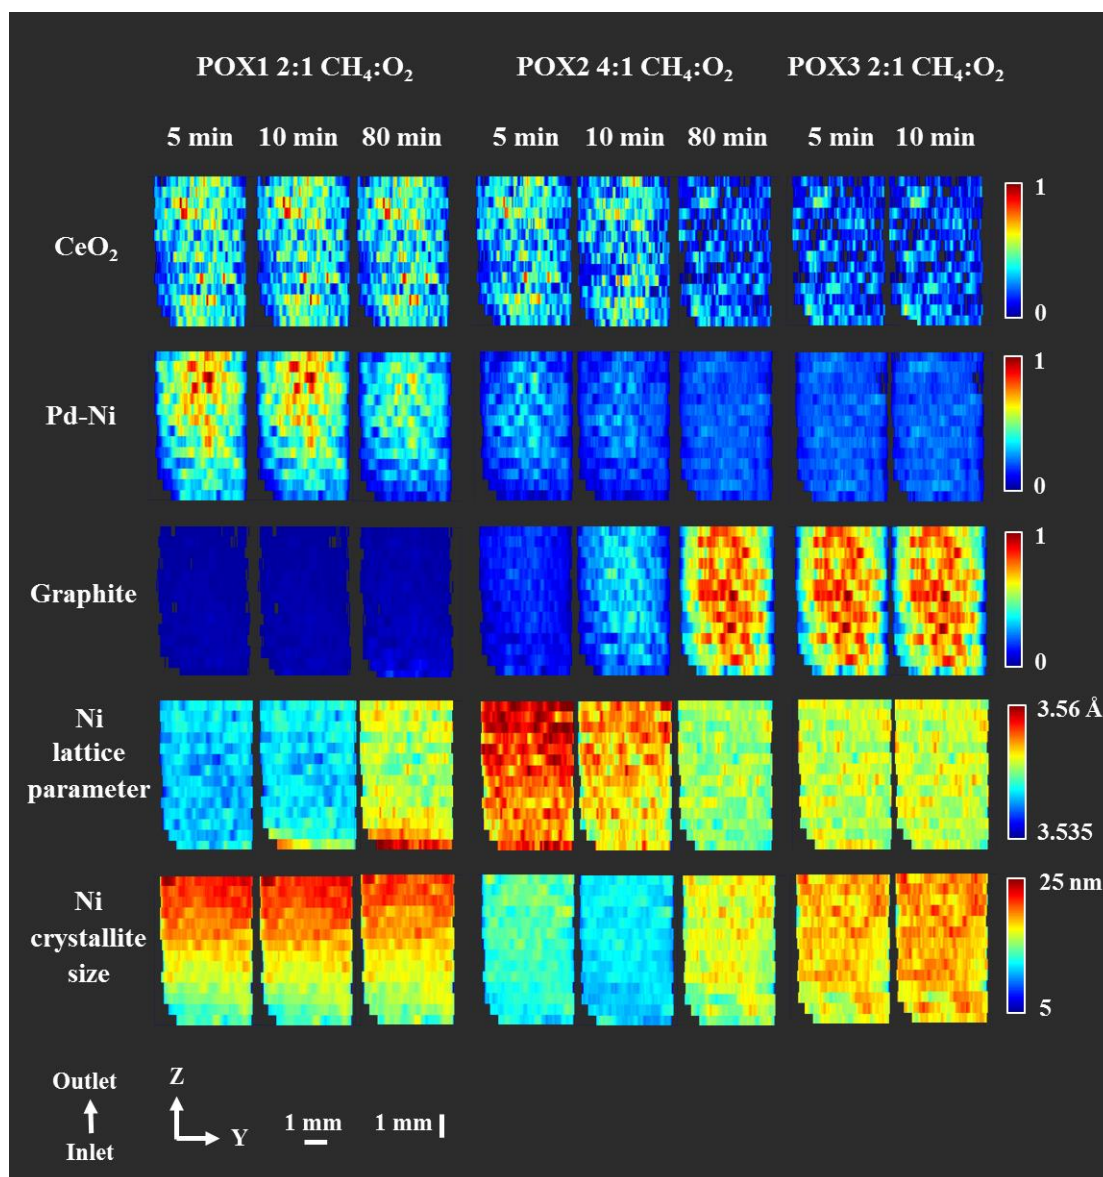 POX1 2:1 CH₄:O₂ POX2 4:1 CH₄:O₂ POX3 2:1 CH₄:O₂
5 min 10 min 80 min 5 min 10 min 80 min 5 min 10 min
CeO₂
1
0
Pd-Ni
1
0
Graphite
1
0
Ni
lattice
parameter
3.56 Å
3.535
Ni
crystallite
size
25 nm
5
Outlet
Inlet
Z
Y
1 mm
1 mm